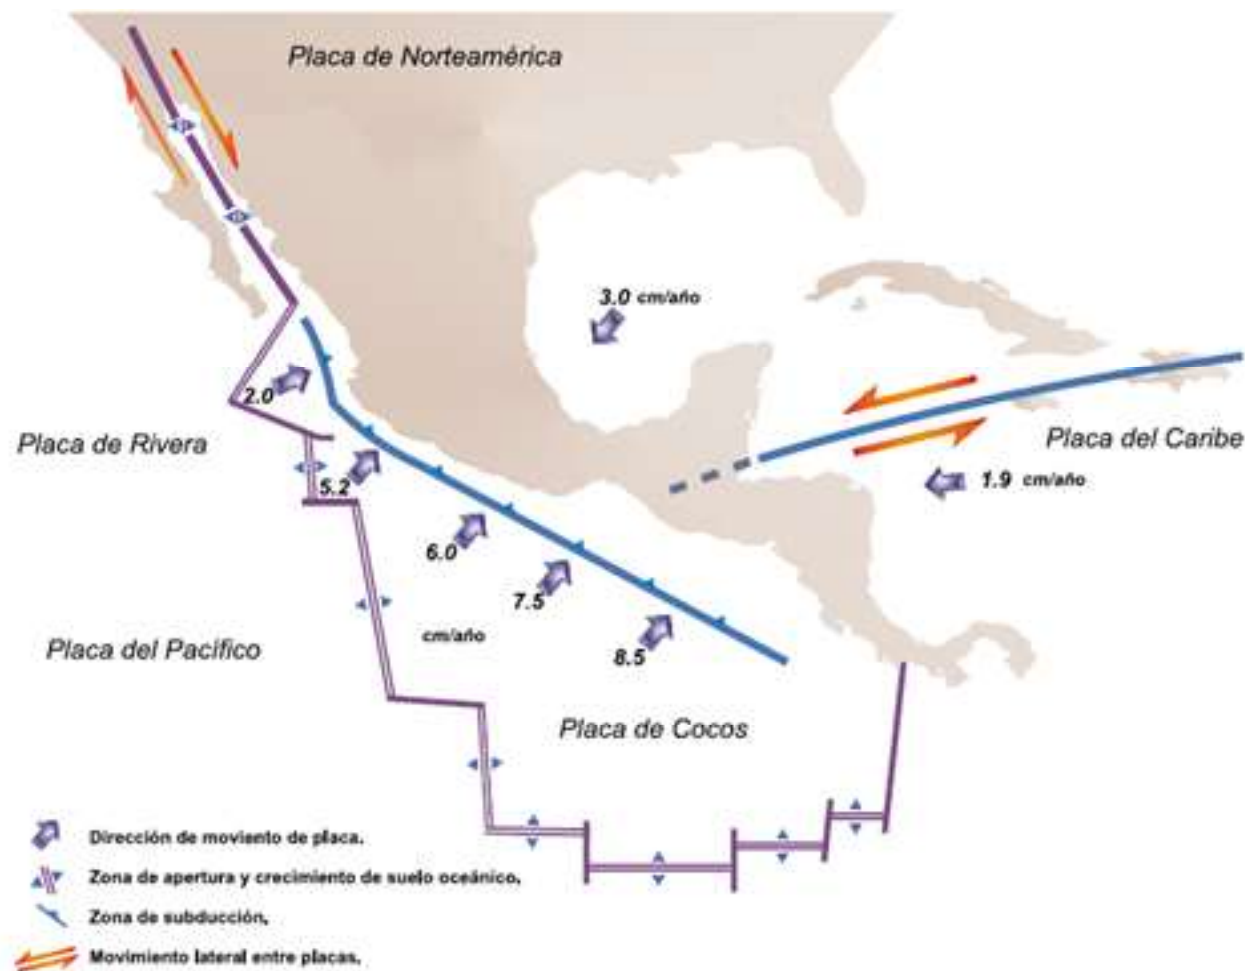 Placa de Norteamérica
3.0 cm/año
2.0
Placa de Rivera
Placa del Caribe
5.2
1.9 cm/año
6.0
7.5
cm/año
8.5
Placa del Pacífico
Placa de Cocos
Dirección de moviento de placa.
Zona de apertura y crecimiento de suelo oceánico.
Zona de subducción.
Movimiento lateral entre placas.